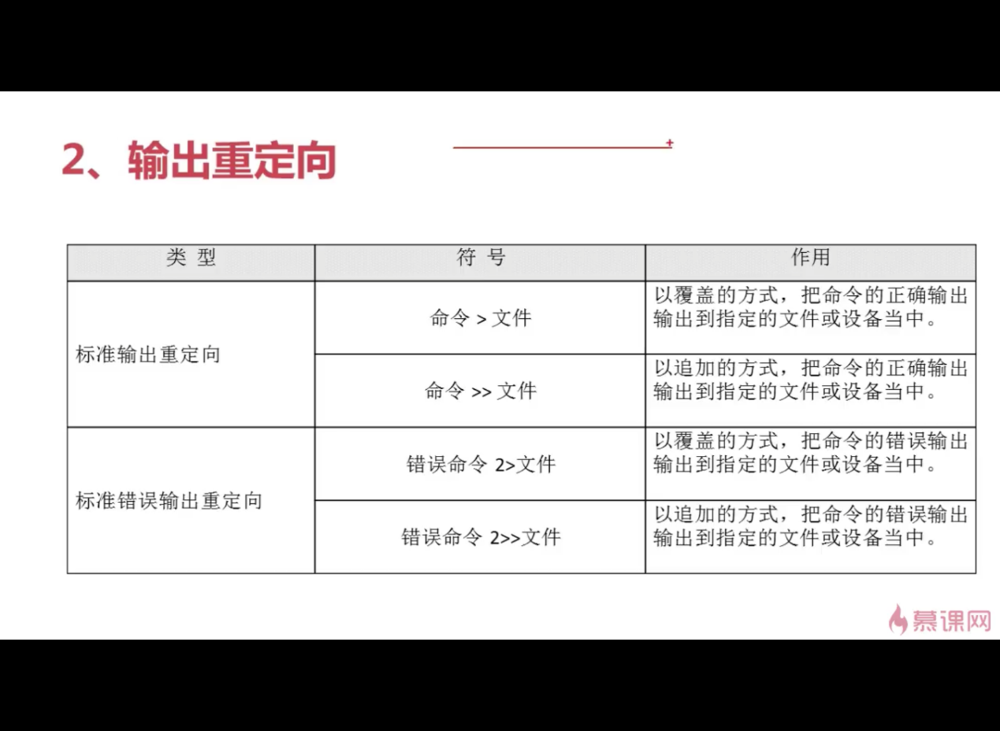 2、输出重定向
类 型
符 号
作用
标准输出重定向
命令 > 文件
以覆盖的方式，把命令的正确输出
输出到指定的文件或设备当中。
命令 >> 文件
以追加的方式，把命令的正确输出
输出到指定的文件或设备当中。
标准错误输出重定向
错误命令 2>文件
以覆盖的方式，把命令的错误输出
输出到指定的文件或设备当中。
错误命令 2>>文件
以追加的方式，把命令的错误输出
输出到指定的文件或设备当中。
慕课网